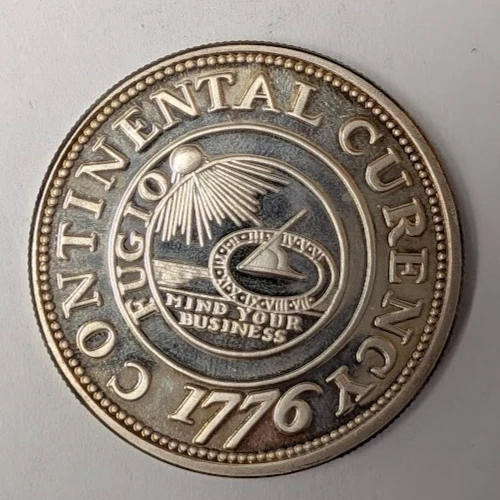 CONTINENTAL CURENCY
1776
FUGIO
MIND YOUR
BUSINESS